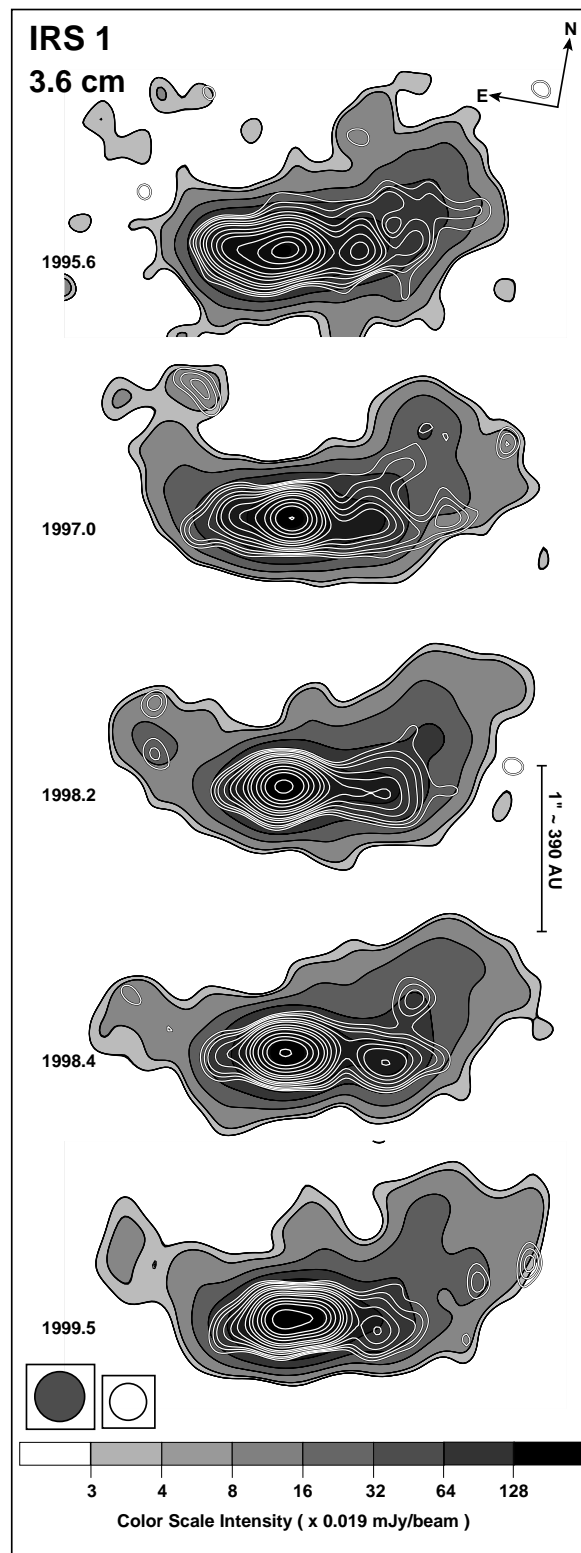 IRS 1
3.6 cm
N
E
1995.6
1997.0
1998.2
1" ~ 390 AU
1998.4
1999.5
3 4 8 16 32 64 128
Color Scale Intensity ( x 0.019 mJy/beam )